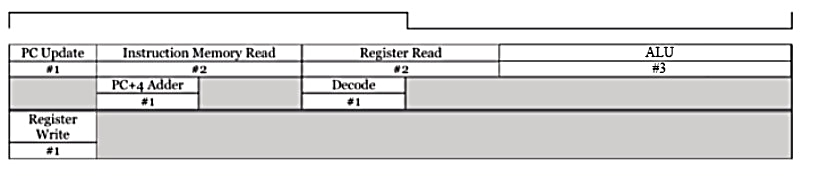 PC Update Instruction Memory Read Register Read ALU
#1 #2 #2 #3
PC+4 Adder Decode
#1 #1
Register
Write
#1